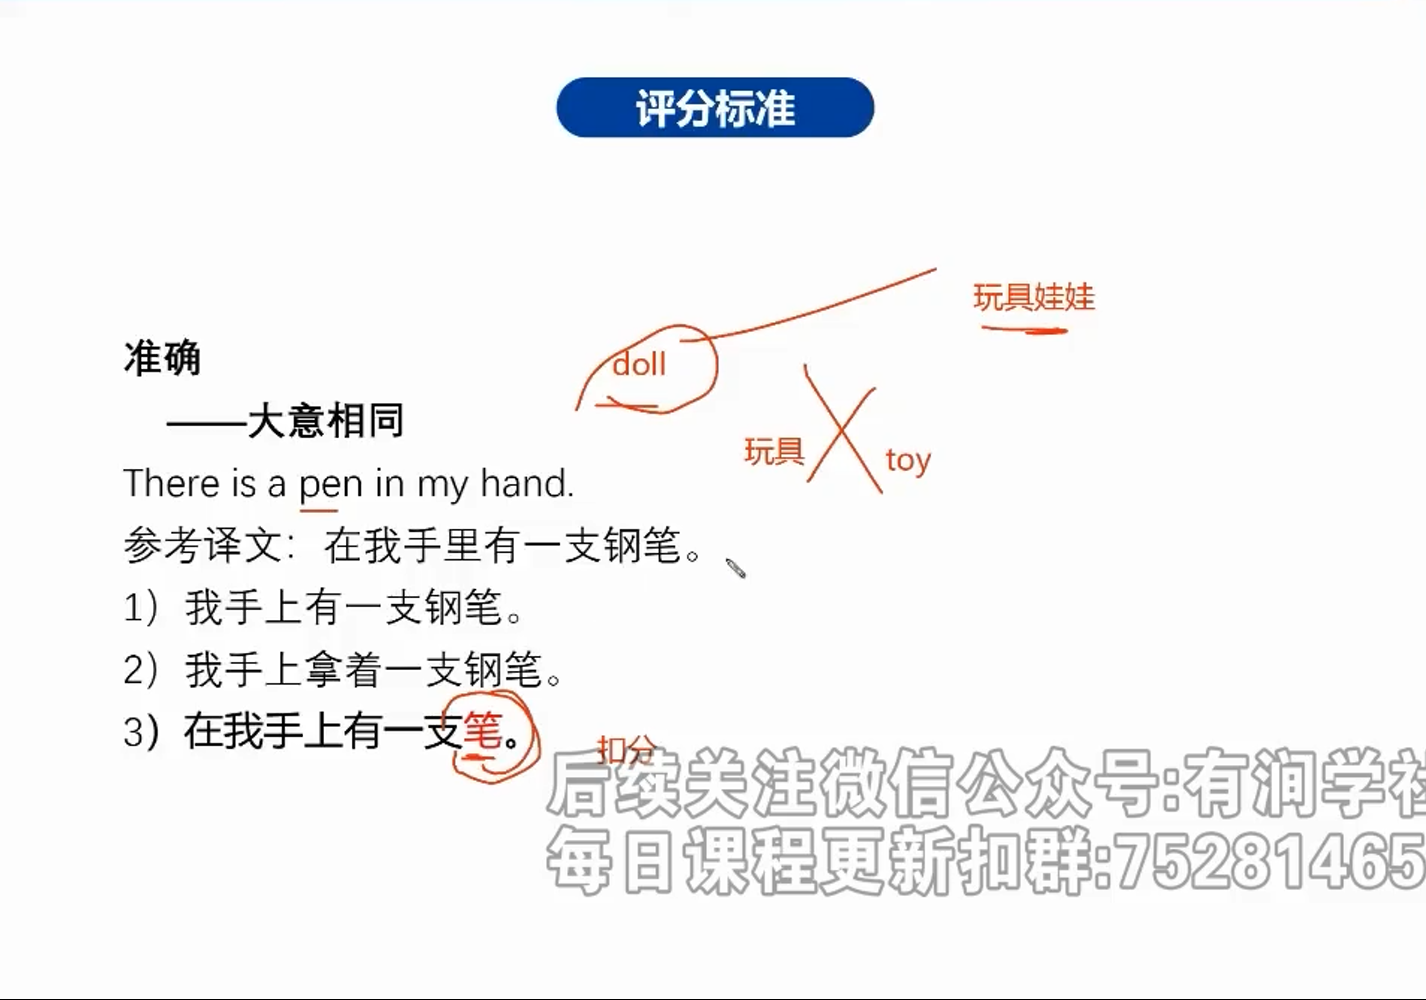 评分标准
玩具娃娃
准确
doll
——大意相同
玩具
toy
There is a pen in my hand.
参考译文：在我手里有一支钢笔。
1）我手上有一支钢笔。
2）我手上拿着一支钢笔。
3）在我手上有一支笔。
扣分
后续关注微信公众号:有涧学社
每日课程更新扣群:75281465